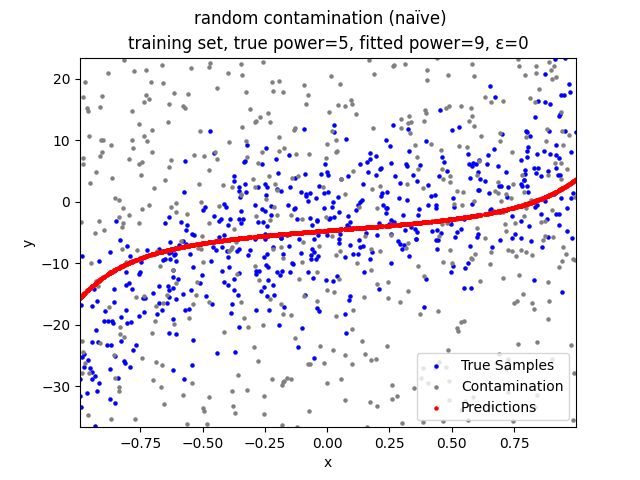 random contamination (naïve)
training set, true power=5, fitted power=9, ε=0
20
10
0
−10
−20
−30
y
−0.75
−0.50
−0.25
0.00
0.25
0.50
0.75
x
True Samples
Contamination
Predictions